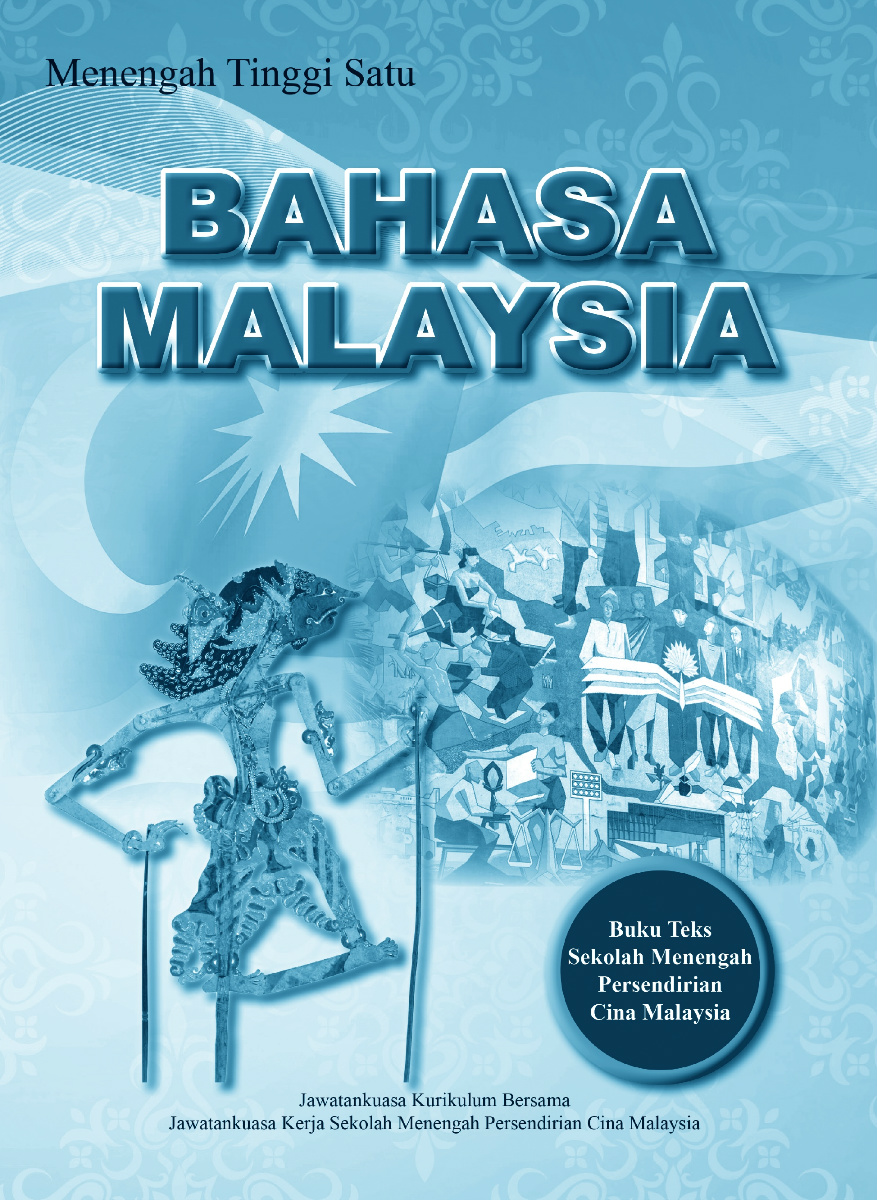 Menengah Tinggi Satu
BAHASA
MALAYSIA
Buku Teks
Sekolah Menengah
Persendirian
Cina Malaysia
Jawatankuasa Kurikulum Bersama
Jawatankuasa Kerja Sekolah Menengah Persendirian Cina Malaysia